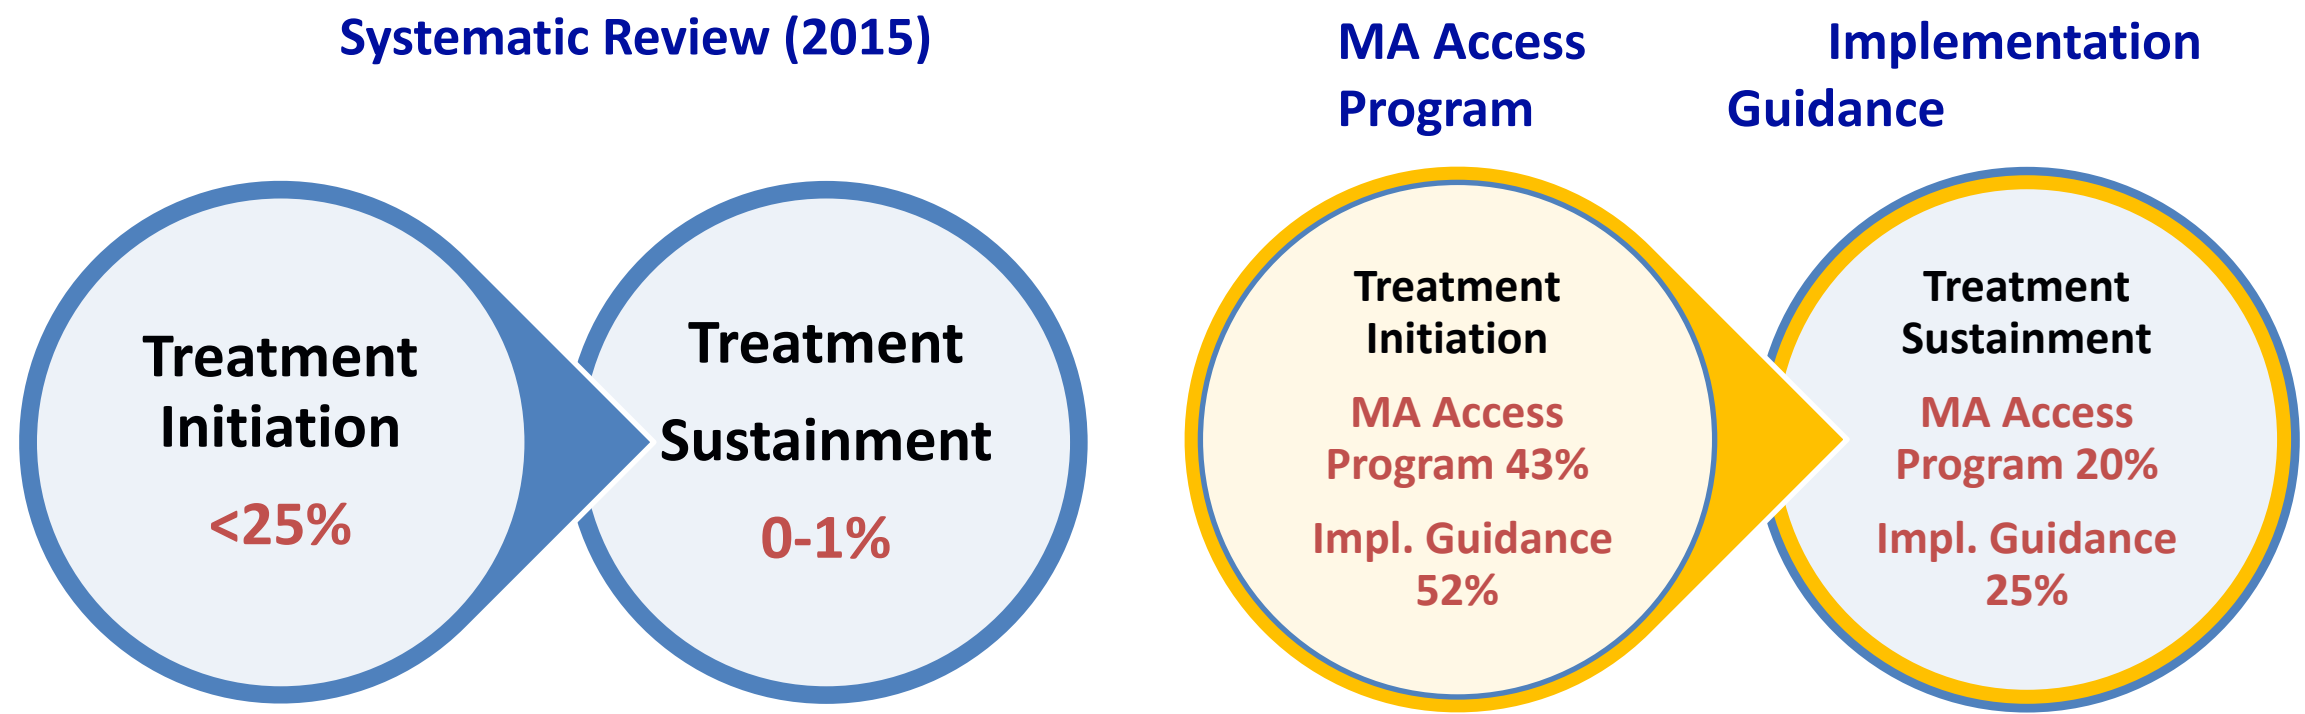 Systematic Review (2015)
Treatment
Initiation
<25%
Treatment
Sustainment
0-1%
MA Access
Program
Implementation
Guidance
Treatment
Initiation
MA Access
Program 43%
Impl. Guidance
52%
Treatment
Sustainment
MA Access
Program 20%
Impl. Guidance
25%